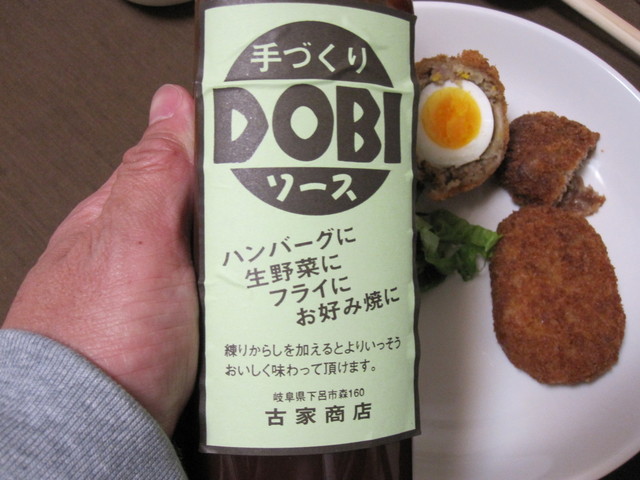 手づくり
DOBI
ソース
ハンバーグに
生野菜に
フライに
お好み焼に
練りからしを加えるとよりいっそう
おいしく味わって頂けます。
岐阜県下呂市森160
古家商店